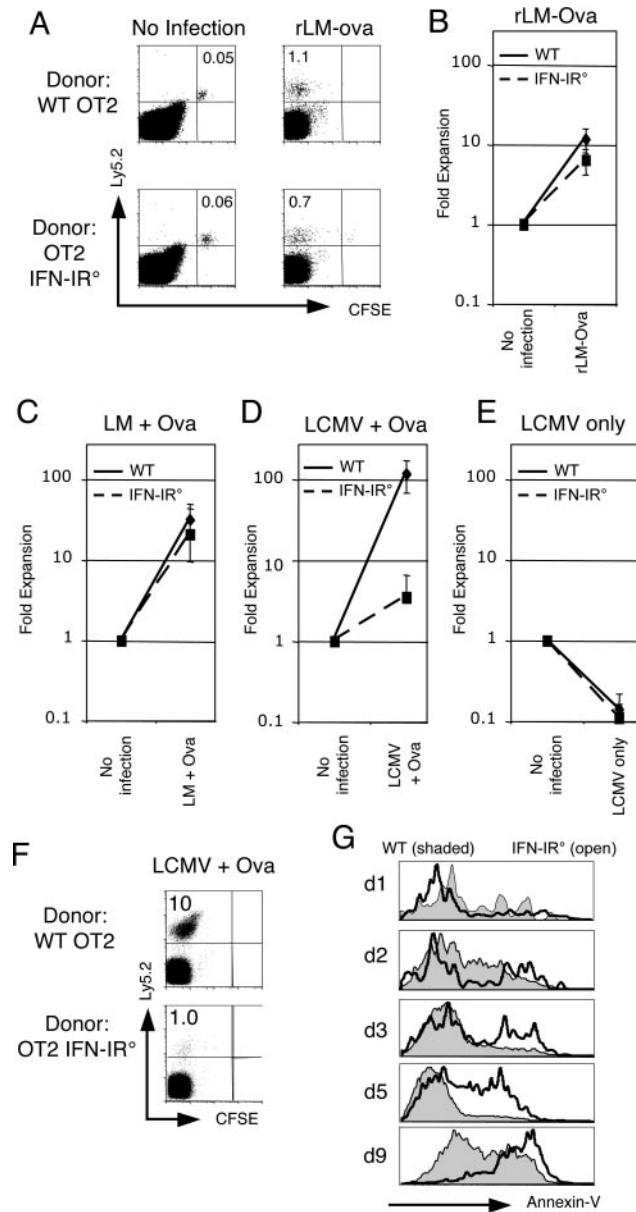 A
No Infection
rLM-ova
Donor:
WT OT2
0.05
1.1
Donor:
OT2
IFN-IR°
0.06
0.7
Ly5.2
CFSE
B
rLM-Ova
WT
IFN-IR°
Fold Expansion
100
10
1
0.1
No
infection
rLM-Ova
C
LM + Ova
WT
IFN-IR°
Fold Expansion
100
10
1
0.1
No
infection
LM + Ova
D
LCMV + Ova
WT
IFN-IR°
Fold Expansion
100
10
1
0.1
No
infection
LCMV
+ Ova
E
LCMV only
WT
IFN-IR°
Fold Expansion
100
10
1
0.1
No
infection
LCMV only
F
LCMV + Ova
Donor:
WT OT2
10
Donor:
OT2 IFN-IR°
1.0
Ly5.2
CFSE
G
WT (shaded) IFN-IR° (open)
d1
d2
d3
d5
d9
Annexin-V